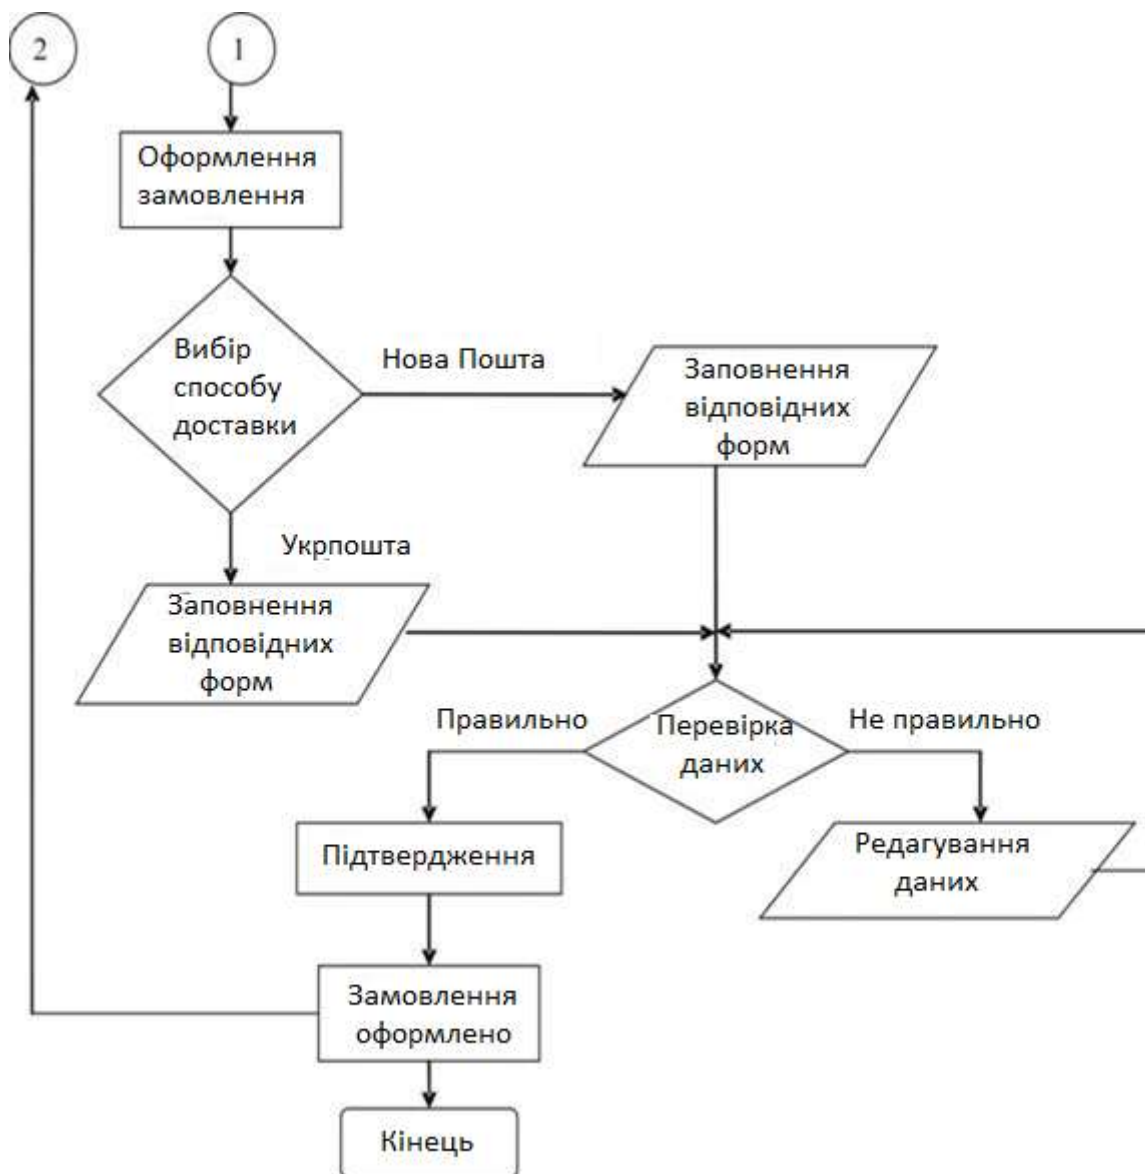 2
1
Оформлення
замовлення
Вибір
способу
доставки
Нова Пошта
Заповнення
відповідних
форм
Укрпошта
Заповнення
відповідних
форм
Правильно
Перевірка
даних
Не правильно
Підтвердження
Редагування
даних
Замовлення
оформлено
Кінець